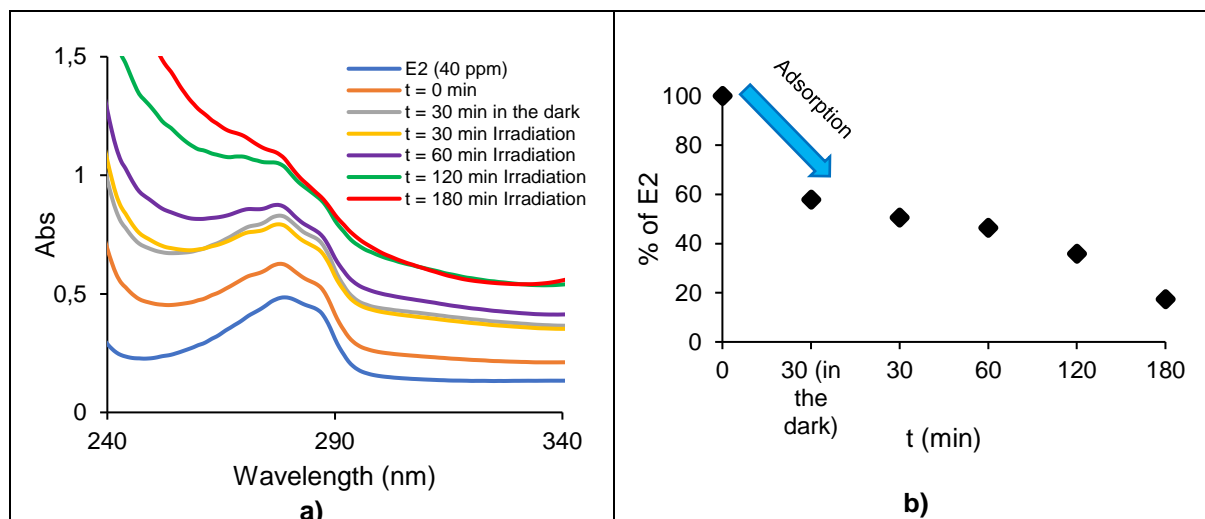 1,5
1
0,5
0
240
290
340
Abs
Wavelength (nm)
E2 (40 ppm)
t = 0 min
t = 30 min in the dark
t = 30 min Irradiation
t = 60 min Irradiation
t = 120 min Irradiation
t = 180 min Irradiation
a)
100
80
60
40
20
0
% of E2
Adsorption
0
30 (in
the
dark)
30
60
120
180
t (min)
b)